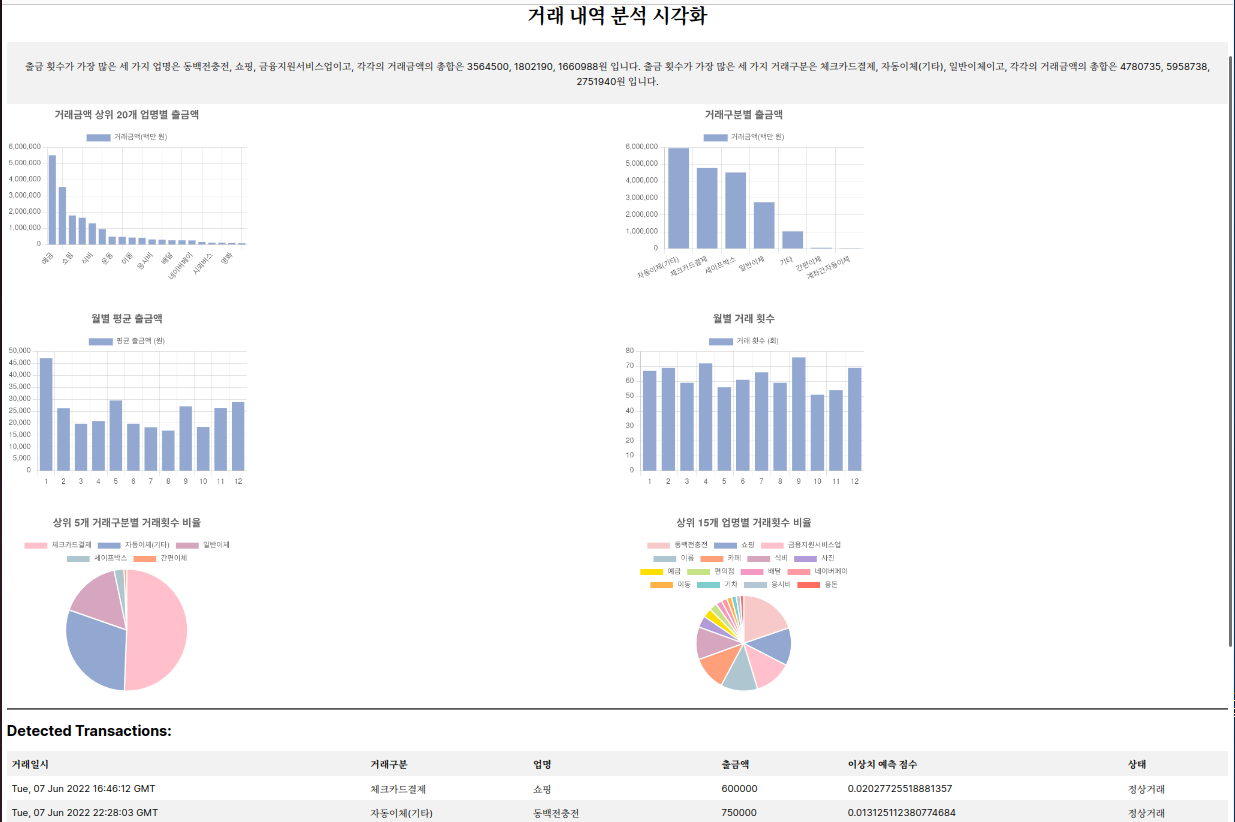 거래 내역 분석 시각화
출금 횟수가 가장 많은 세 가지 업명은 동백전충전, 쇼핑, 금융지원서비스업이고, 각각의 거래금액의 총합은 3564500, 1802190, 1660988원 입니다. 출금 횟수가 가장 많은 세 가지 거래구분은 체크카드결제, 자동이체(기타), 일반이체이고, 각각의 거래금액의 총합은 4780735, 5958738,
2751940원 입니다.
거래금액 상위 20개 업명별 출금액
거래금액(백만 원)
6,000,000
5,000,000
4,000,000
3,000,000
2,000,000
1,000,000
0
예금 쇼핑 식비 운동 이동 응시비 배달 네이버페이 시외버스 영화
거래구분별 출금액
거래금액(백만 원)
6,000,000
5,000,000
4,000,000
3,000,000
2,000,000
1,000,000
0
자동이체(기타) 체크카드결제 세이프박스 일반이체 기타 간편이체 계좌간자동이체
월별 평균 출금액
평균 출금액 (원)
50,000
45,000
40,000
35,000
30,000
25,000
20,000
15,000
10,000
5,000
0
1 2 3 4 5 6 7 8 9 10 11 12
월별 거래 횟수
거래 횟수 (회)
80
70
60
50
40
30
20
10
0
1 2 3 4 5 6 7 8 9 10 11 12
상위 5개 거래구분별 거래횟수 비율
체크카드결제 자동이체(기타) 일반이체
세이프박스 간편이체
상위 15개 업명별 거래횟수 비율
동백전충전 쇼핑 금융지원서비스업
이름 카페 식비 사진
예금 편의점 배달 네이버페이
이동 기차 응시비 용돈
Detected Transactions:
거래일시 거래구분 업명 출금액 이상치 예측 점수 상태
Tue, 07 Jun 2022 16:46:12 GMT 체크카드결제 쇼핑 600000 0.02027725518881357 정상거래
Tue, 07 Jun 2022 22:28:03 GMT 자동이체(기타) 동백전충전 750000 0.013125112380774684 정상거래